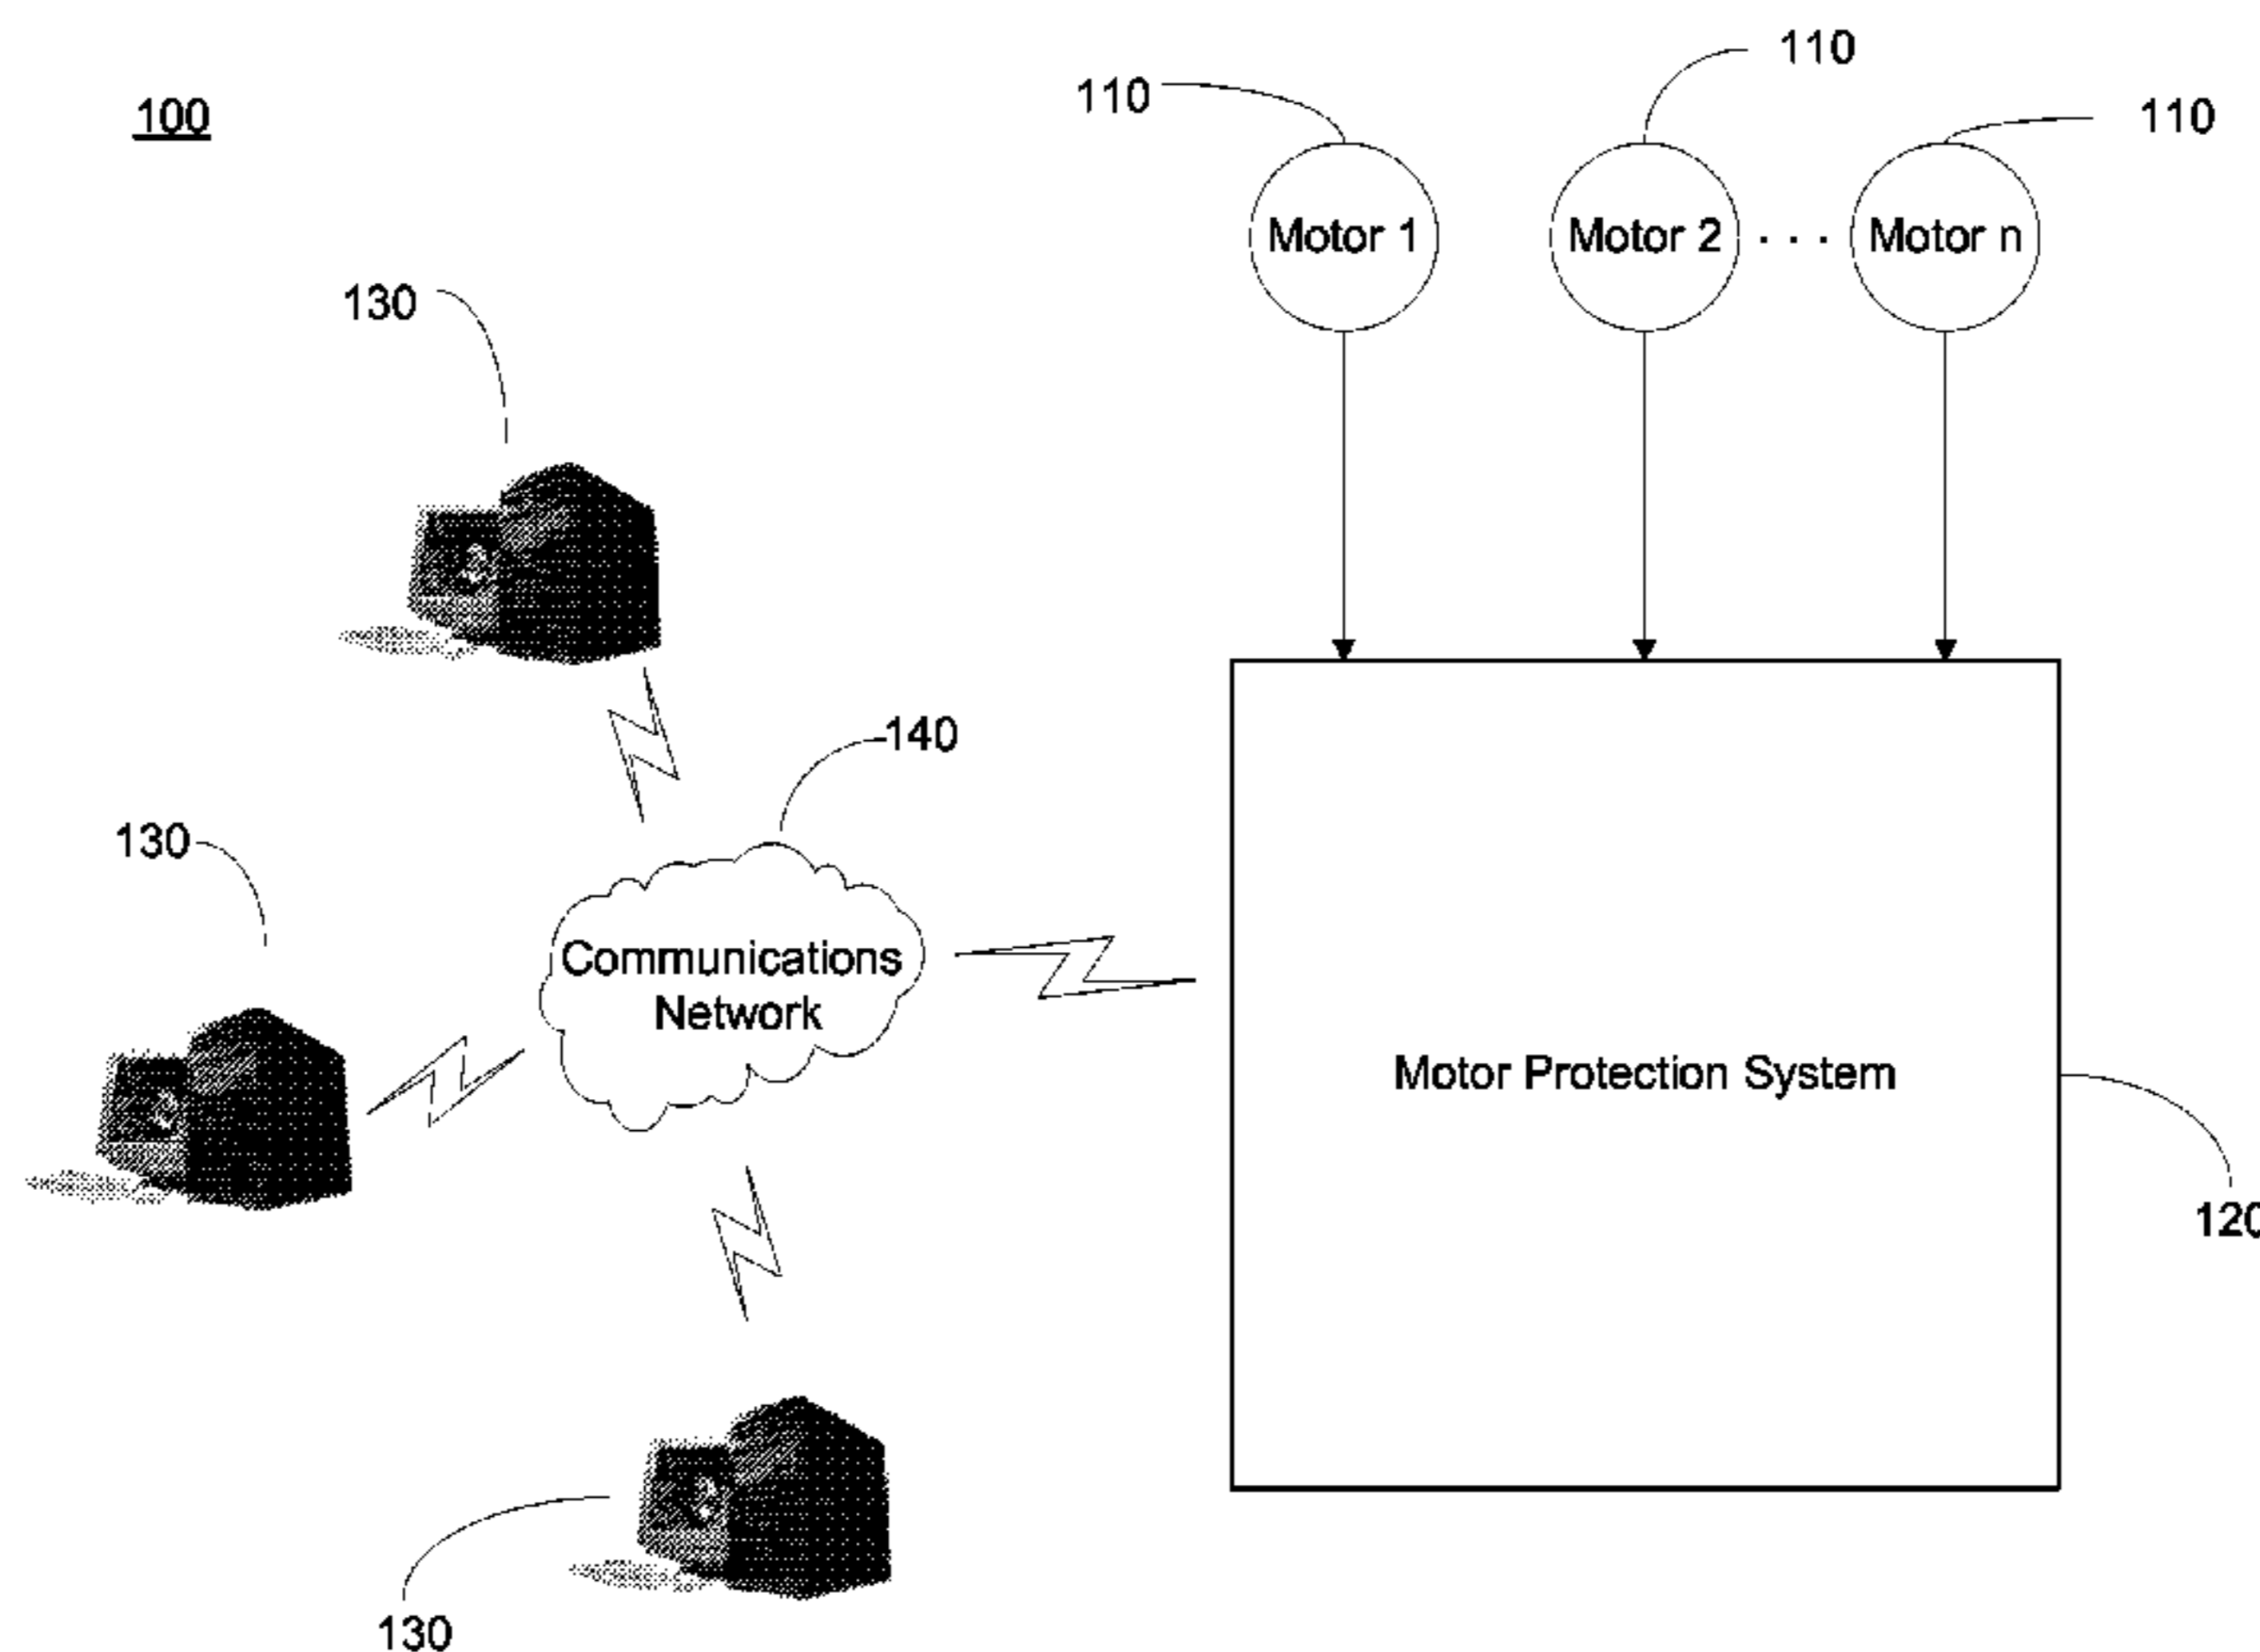 110
110
100
110
Motor 1
Motor 2
. . .
Motor n
130
140
130
Communications
Network
Motor Protection System
120
130